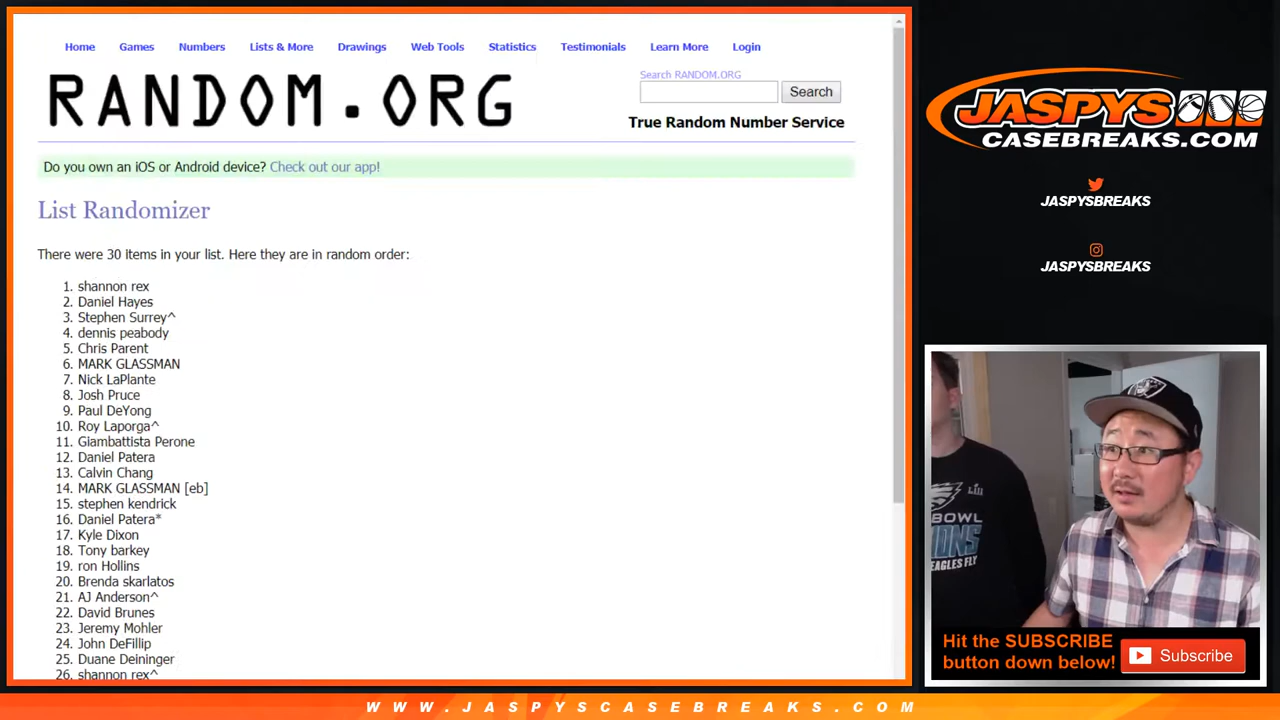 Home Games Numbers Lists & More Drawings Web Tools Statistics Testimonials Learn More Login
RANDOM.ORG
Search RANDOM.ORG
Search
True Random Number Service
Do you own an iOS or Android device? Check out our app!
List Randomizer
There were 30 items in your list. Here they are in random order:
1. shannon rex
2. Daniel Hayes
3. Stephen Surrey^
4. dennis peabody
5. Chris Parent
6. MARK GLASSMAN
7. Nick LaPlante
8. Josh Pruce
9. Paul DeYong
10. Roy Laporga^
11. Giambattista Perone
12. Daniel Patera
13. Calvin Chang
14. MARK GLASSMAN [eb]
15. stephen kendrick
16. Daniel Patera*
17. Kyle Dixon
18. Tony barkey
19. ron Hollins
20. Brenda skarlatos
21. AJ Anderson^
22. David Brunes
23. Jeremy Mohler
24. John DeFillip
25. Duane Deininger
26. shannon rex^
JASPYS
CASEBREAKS.COM
JASPYSBREAKS
JASPYSBREAKS
LII
BOWL
IONS
EAGLES FLY
Hit the SUBSCRIBE
button down below!
Subscribe
WWW.JASPYSCASEBREAKS.COM